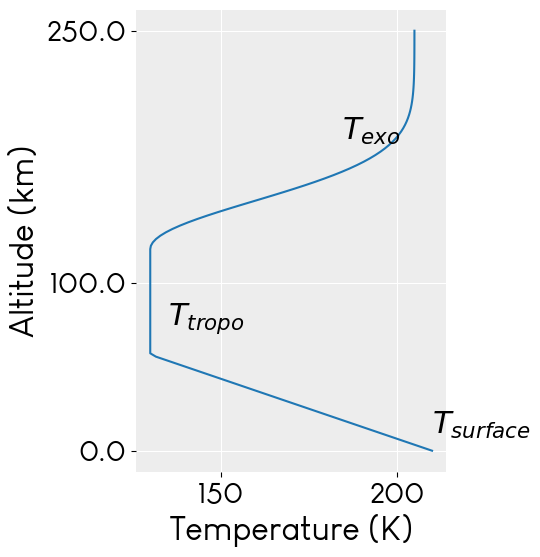 250.0
T_exo
Altitude (km)
100.0
T_tropo
T_surface
0.0
150 200
Temperature (K)